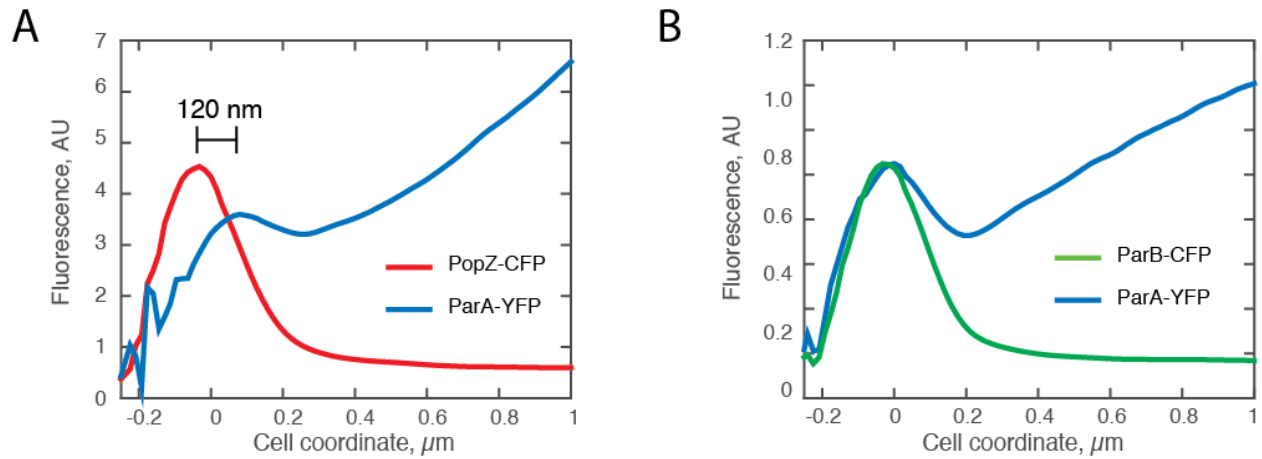 A
7
6
5
4
3
2
1
0
Fluorescence, AU
120 nm
PopZ-CFP
ParA-YFP
-0.2 0 0.2 0.4 0.6 0.8 1
Cell coordinate, μm
B
1.2
1.0
0.8
0.6
0.4
0.2
0
Fluorescence, AU
ParB-CFP
ParA-YFP
-0.2 0 0.2 0.4 0.6 0.8 1
Cell coordinate, μm